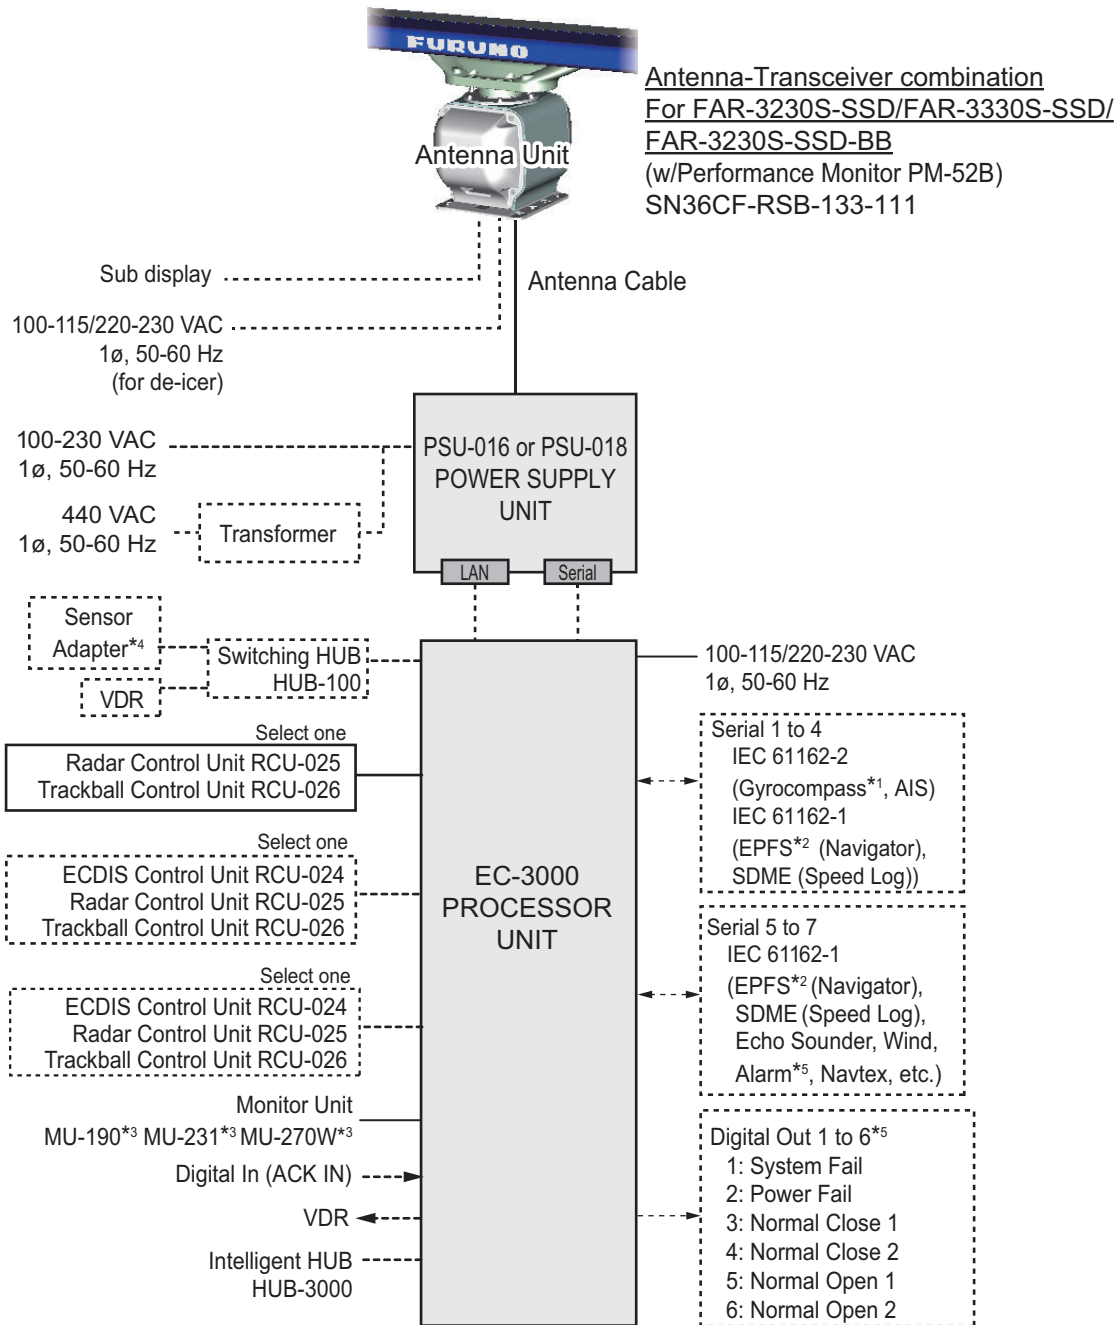 FURUNO
Antenna Unit
Antenna-Transceiver combination
For FAR-3230S-SSD/FAR-3330S-SSD/
FAR-3230S-SSD-BB
(w/Performance Monitor PM-52B)
SN36CF-RSB-133-111
Sub display
Antenna Cable
100-115/220-230 VAC
1ø, 50-60 Hz
(for de-icer)
100-230 VAC
1ø, 50-60 Hz
440 VAC
1ø, 50-60 Hz
Transformer
PSU-016 or PSU-018
POWER SUPPLY
UNIT
LAN
Serial
Sensor
Adapter*4
VDR
Switching HUB
HUB-100
Select one
Radar Control Unit RCU-025
Trackball Control Unit RCU-026
Select one
ECDIS Control Unit RCU-024
Radar Control Unit RCU-025
Trackball Control Unit RCU-026
Select one
ECDIS Control Unit RCU-024
Radar Control Unit RCU-025
Trackball Control Unit RCU-026
Monitor Unit
MU-190*3 MU-231*3 MU-270W*3
Digital In (ACK IN)
VDR
Intelligent HUB
HUB-3000
EC-3000
PROCESSOR
UNIT
100-115/220-230 VAC
1ø, 50-60 Hz
Serial 1 to 4
IEC 61162-2
(Gyrocompass*1, AIS)
IEC 61162-1
(EPFS*2 (Navigator),
SDME (Speed Log))
Serial 5 to 7
IEC 61162-1
(EPFS*2 (Navigator),
SDME (Speed Log),
Echo Sounder, Wind,
Alarm*5, Navtex, etc.)
Digital Out 1 to 6*5
1: System Fail
2: Power Fail
3: Normal Close 1
4: Normal Close 2
5: Normal Open 1
6: Normal Open 2